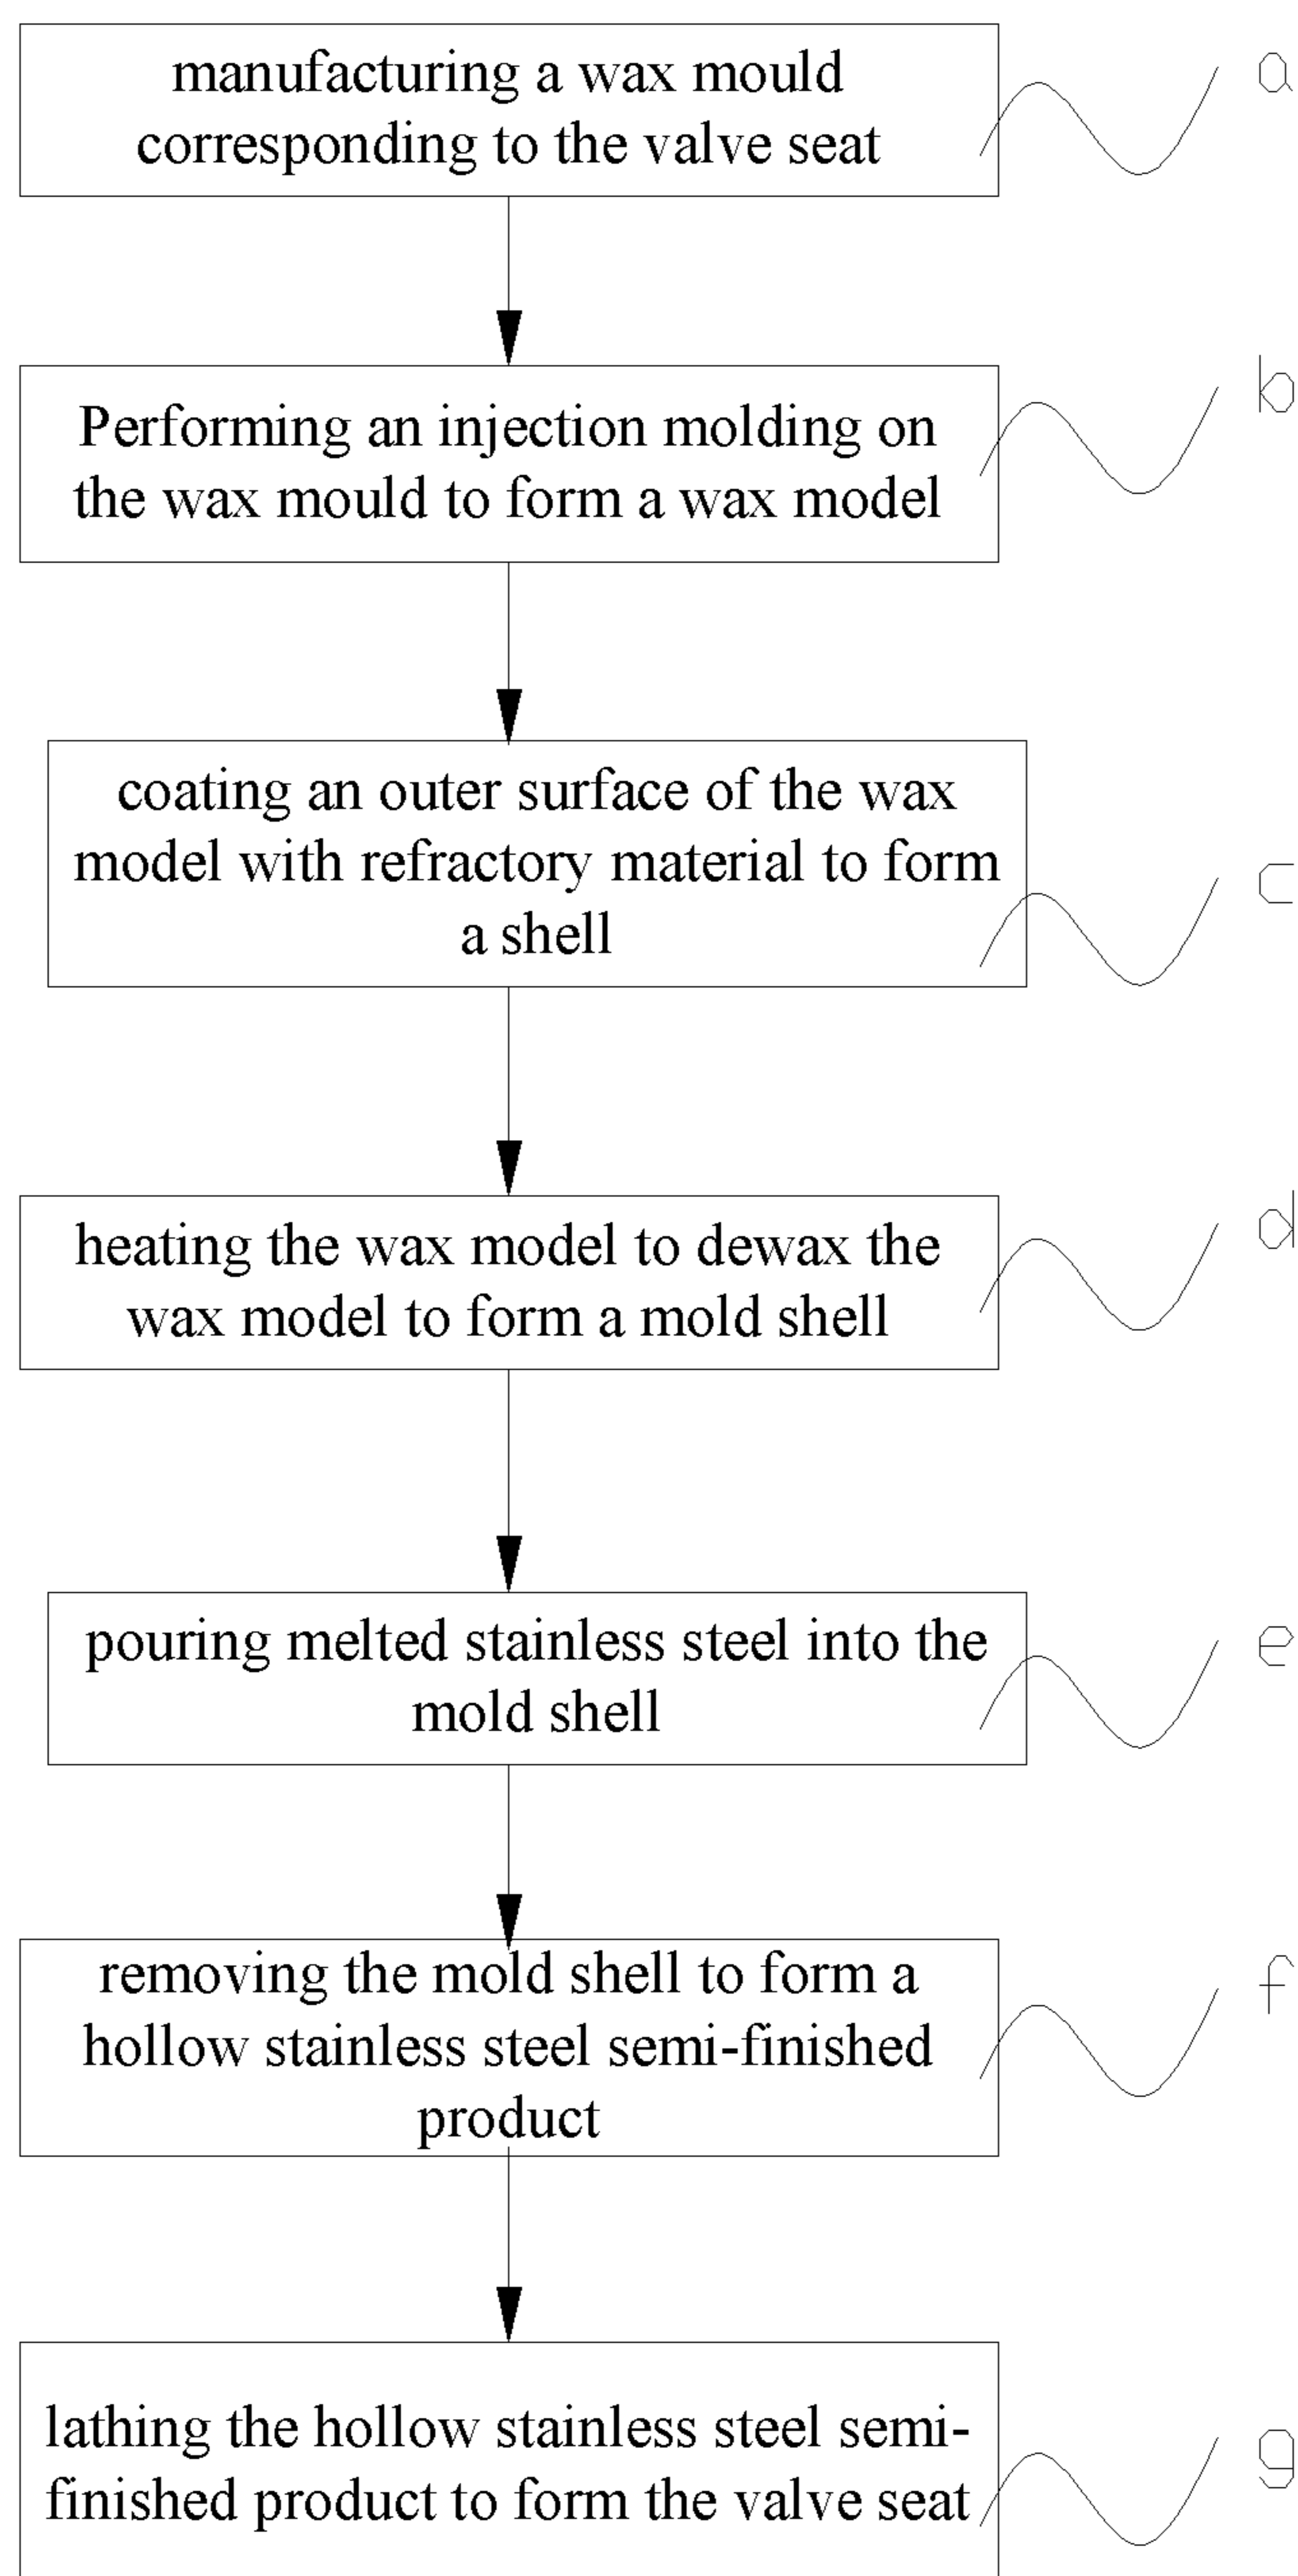 manufacturing a wax mould
corresponding to the valve seat
a
Performing an injection molding on
the wax mould to form a wax model
b
coating an outer surface of the wax
model with refractory material to form
a shell
c
heating the wax model to dewax the
wax model to form a mold shell
d
pouring melted stainless steel into the
mold shell
e
removing the mold shell to form a
hollow stainless steel semi-finished
product
f
lathing the hollow stainless steel semi-
finished product to form the valve seat
g